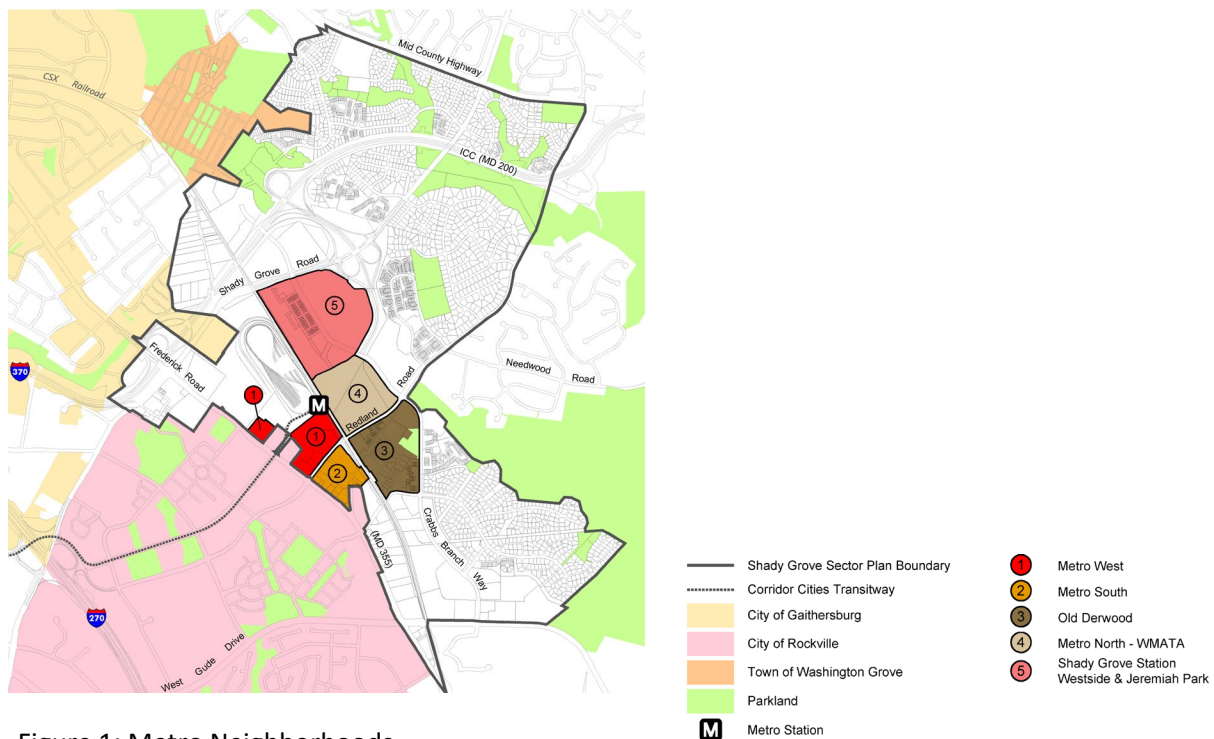 Mid County Highway
CSX Railroad
ICC (MD 200)
Shady Grove Road
5
Frederick Road
370
Needwood Road
Road
1
4
M
Redland
1
3
2
Crabbs Branch Way
(MD 355)
270
West Gude Drive
Shady Grove Sector Plan Boundary
Corridor Cities Transitway
City of Gaithersburg
City of Rockville
Town of Washington Grove
Parkland
M Metro Station
1 Metro West
2 Metro South
3 Old Derwood
4 Metro North - WMATA
5 Shady Grove Station
Westside & Jeremiah Park
Figure 1: Metro Neighborhoods